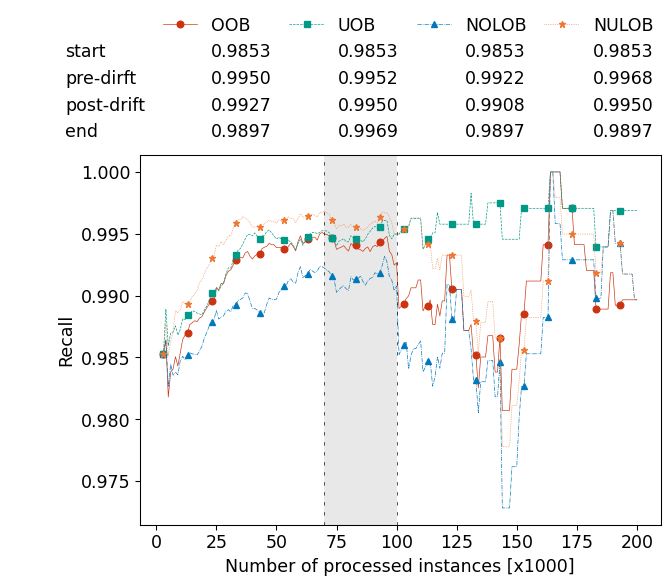 OOB UOB NOLOB NULOB
start 0.9853 0.9853 0.9853 0.9853
pre-dirft 0.9950 0.9952 0.9922 0.9968
post-drift 0.9927 0.9950 0.9908 0.9950
end 0.9897 0.9969 0.9897 0.9897
1.000
0.995
0.990
0.985
0.980
0.975
Recall
0 25 50 75 100 125 150 175 200
Number of processed instances [x1000]